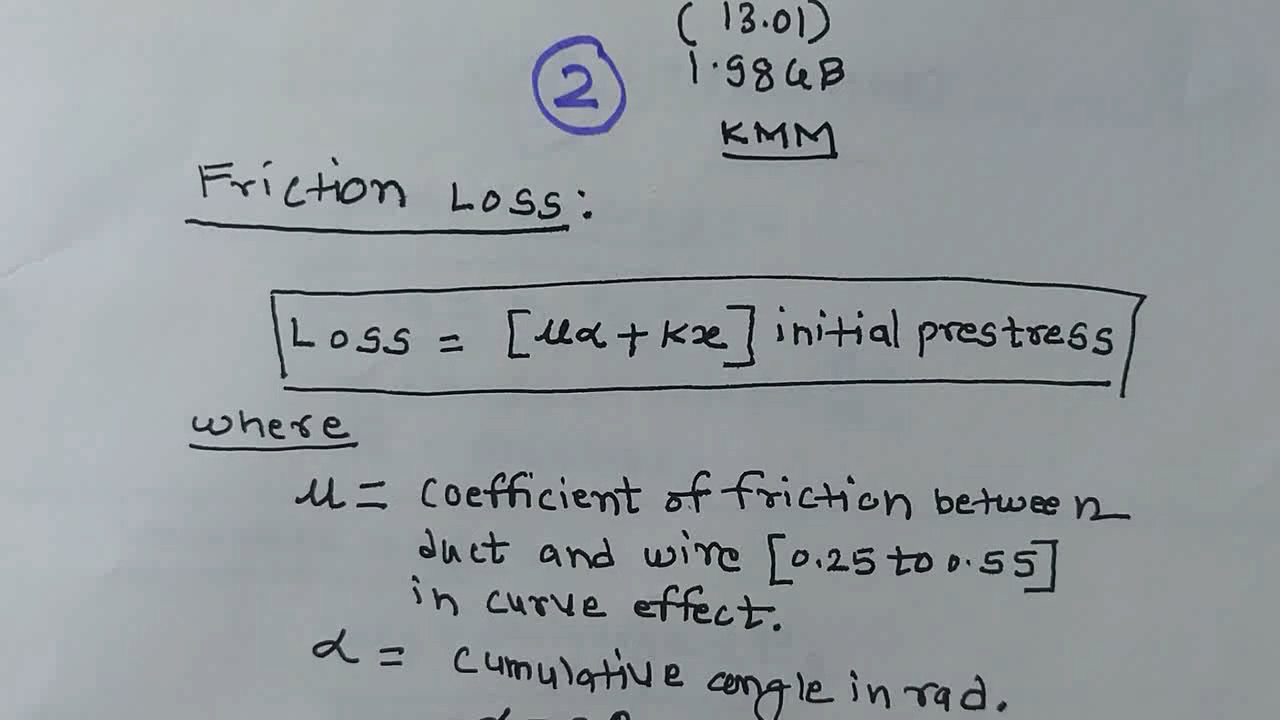 (13.01)
2 1.98GB
KMM
Friction Loss:
Loss = [μα + Kx] initial prestress
where
μ = coefficient of friction between
duct and wire [0.25 to 0.55]
in curve effect.
α = cumulative angle in rad.